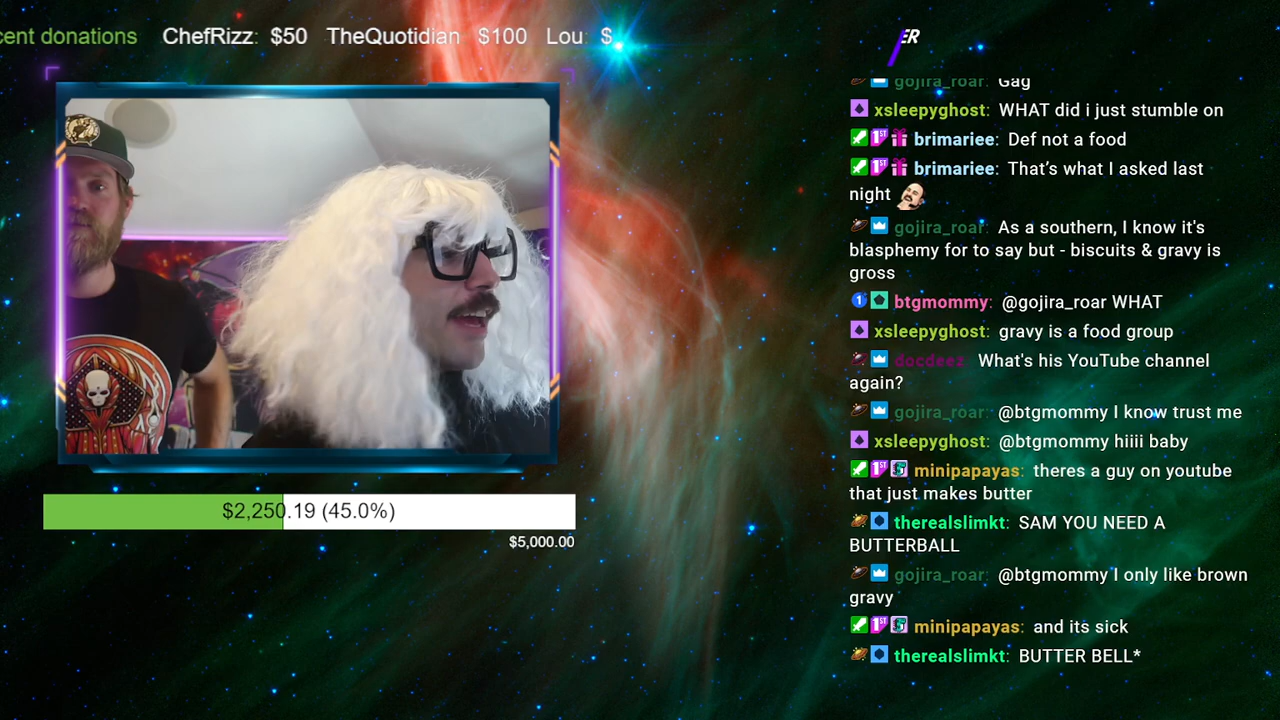 cent donations ChefRizz: $50 TheQuotidian $100 Lou $
ER
gojira_roar: Gag
xsleepyghost: WHAT did i just stumble on
brimariee: Def not a food
brimariee: That's what I asked last
night
gojira_roar: As a southern, I know it's
blasphemy for to say but - biscuits & gravy is
gross
btgmommy: @gojira_roar WHAT
xsleepyghost: gravy is a food group
docdeez What's his YouTube channel
again?
gojira_roar: @btgmommy I know trust me
xsleepyghost: @btgmommy hiiii baby
minipapayas: theres a guy on youtube
that just makes butter
therealslimkt: SAM YOU NEED A
BUTTERBALL
gojira_roar: @btgmommy I only like brown
gravy
minipapayas: and its sick
therealslimkt: BUTTER BELL*
$2,250.19 (45.0%)
$5,000.00